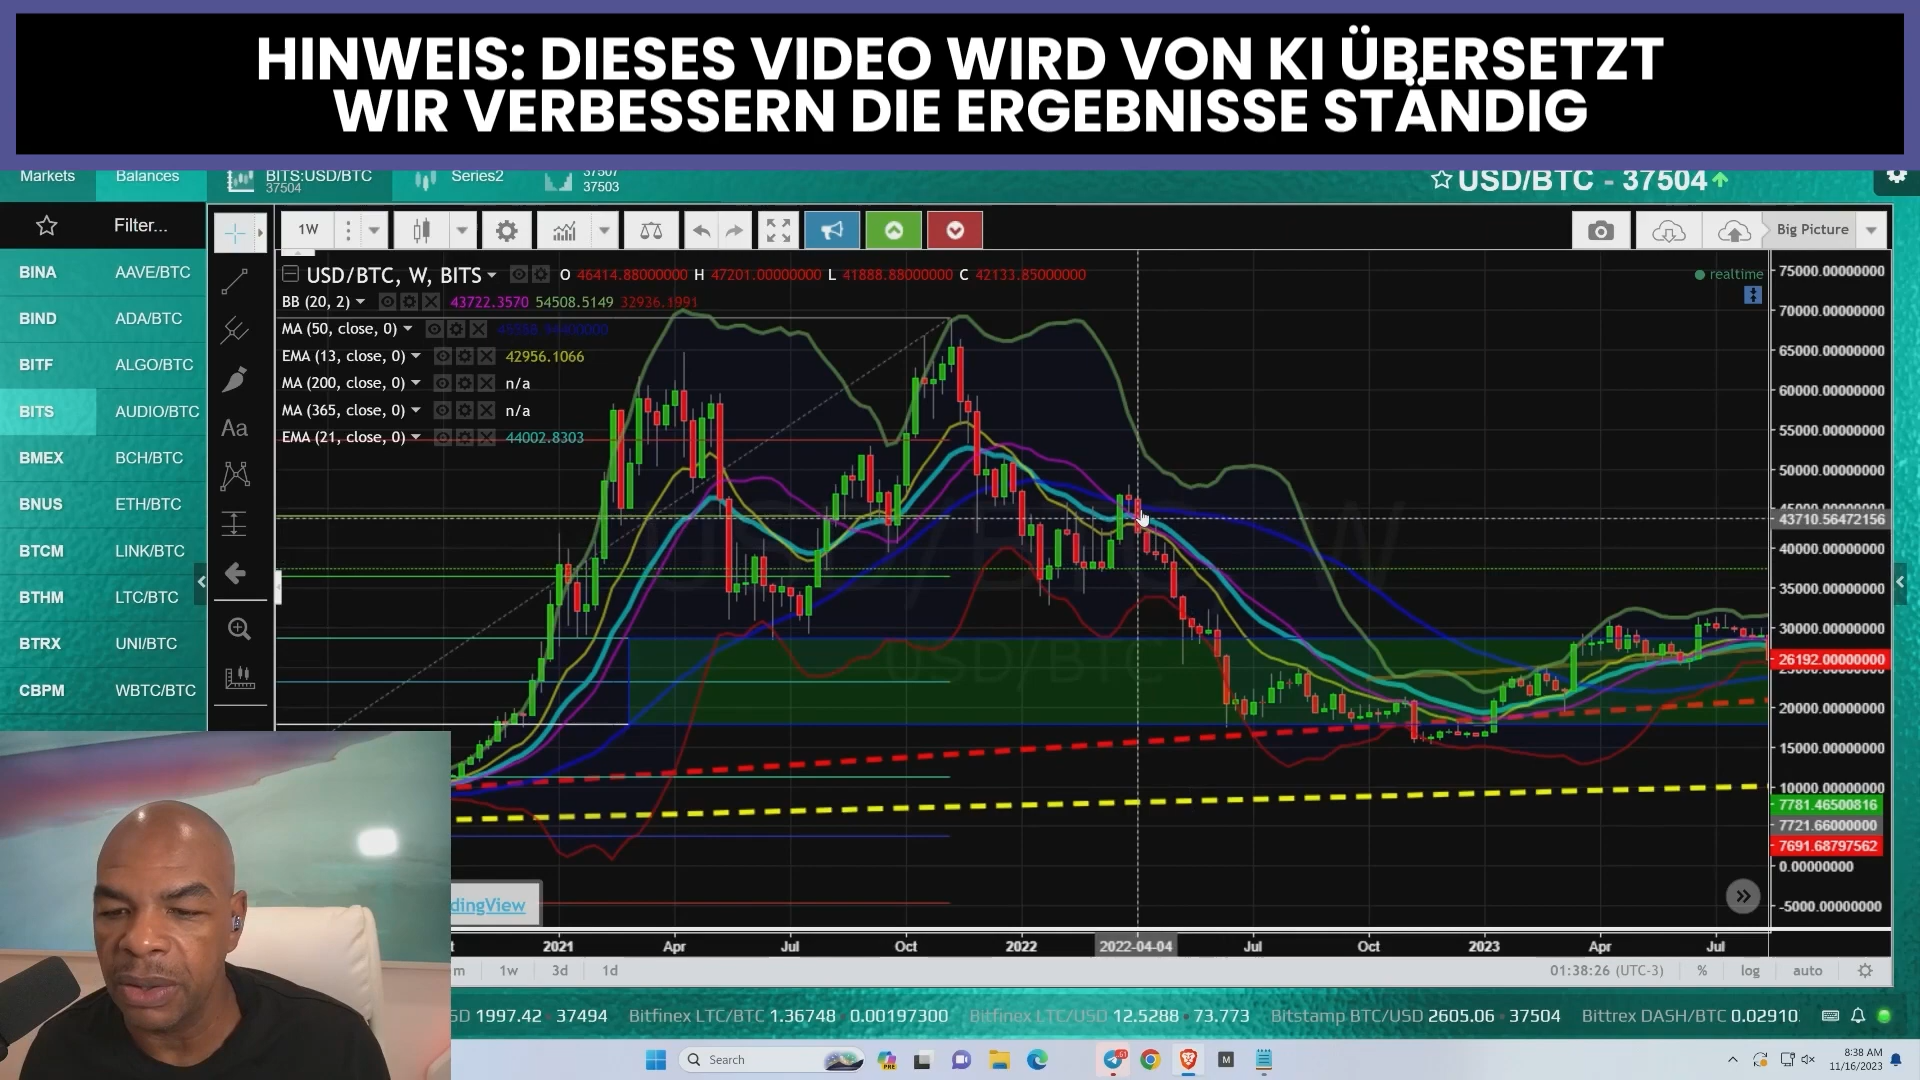 HINWEIS: DIESES VIDEO WIRD VON KI ÜBERSETZT
WIR VERBESSERN DIE ERGEBNISSE STÄNDIG
Markets
Balances
BITS:USD/BTC
37504
Series2
37507
37503
USD/BTC - 37504
Filter...
1W
Big Picture
BINA AAVE/BTC
BIND ADA/BTC
BITF ALGO/BTC
BITS AUDIO/BTC
BMEX BCH/BTC
BNUS ETH/BTC
BTCM LINK/BTC
BTHM LTC/BTC
BTRX UNI/BTC
CBPM WBTC/BTC
Aa
USD/BTC, W, BITS O 46414.88000000 H 47201.00000000 L 41888.88000000 C 42133.85000000
realtime
BB (20, 2) 43722.3570 54508.5149 32936.1991
MA (50, close, 0)
EMA (13, close, 0) 42956.1066
MA (200, close, 0) n/a
MA (365, close, 0) n/a
EMA (21, close, 0) 44002.8303
USD/BTC
75000.00000000
70000.00000000
65000.00000000
60000.00000000
55000.00000000
50000.00000000
43710.56472156
40000.00000000
35000.00000000
30000.00000000
26192.00000000
20000.00000000
15000.00000000
10000.00000000
7781.46500816
7721.66000000
7691.68797562
0.00000000
-5000.00000000
dingView
2021 Apr Jul Oct 2022 2022-04-04 Jul Oct 2023 Apr Jul
m 1w 3d 1d
01:38:26 (UTC-3) % log auto
SD 1997.42 · 37494 Bitfinex LTC/BTC 1.36748 · 0.00197300 Bitfinex LTC/USD 12.5288 · 73.773 Bitstamp BTC/USD 2605.06 · 37504 Bittrex DASH/BTC 0.02910
Search
PRE
M
8:38 AM
11/16/2023